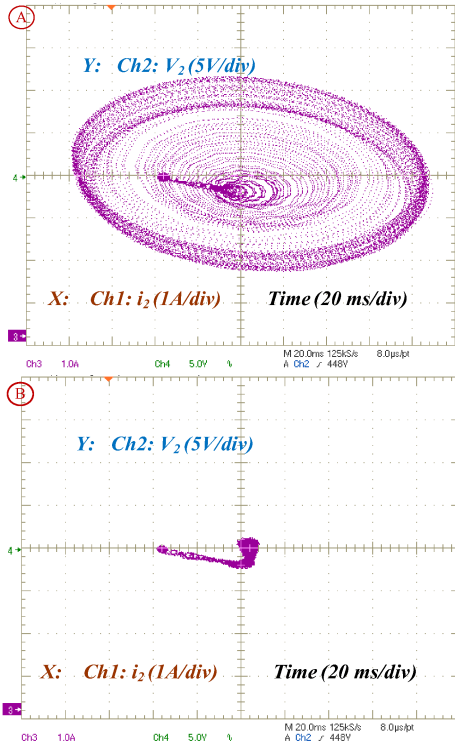 A
Y: Ch2: V2 (5V/div)
4
X: Ch1: i2 (1A/div) Time (20 ms/div)
3
M 20.0ms 125kS/s 8.0µs/pt
Ch3 1.0A Ch4 5.0V % A Ch2 / 448V
B
Y: Ch2: V2 (5V/div)
4
X: Ch1: i2 (1A/div) Time (20 ms/div)
3
M 20.0ms 125kS/s 8.0µs/pt
Ch3 1.0A Ch4 5.0V % A Ch2 / 448V